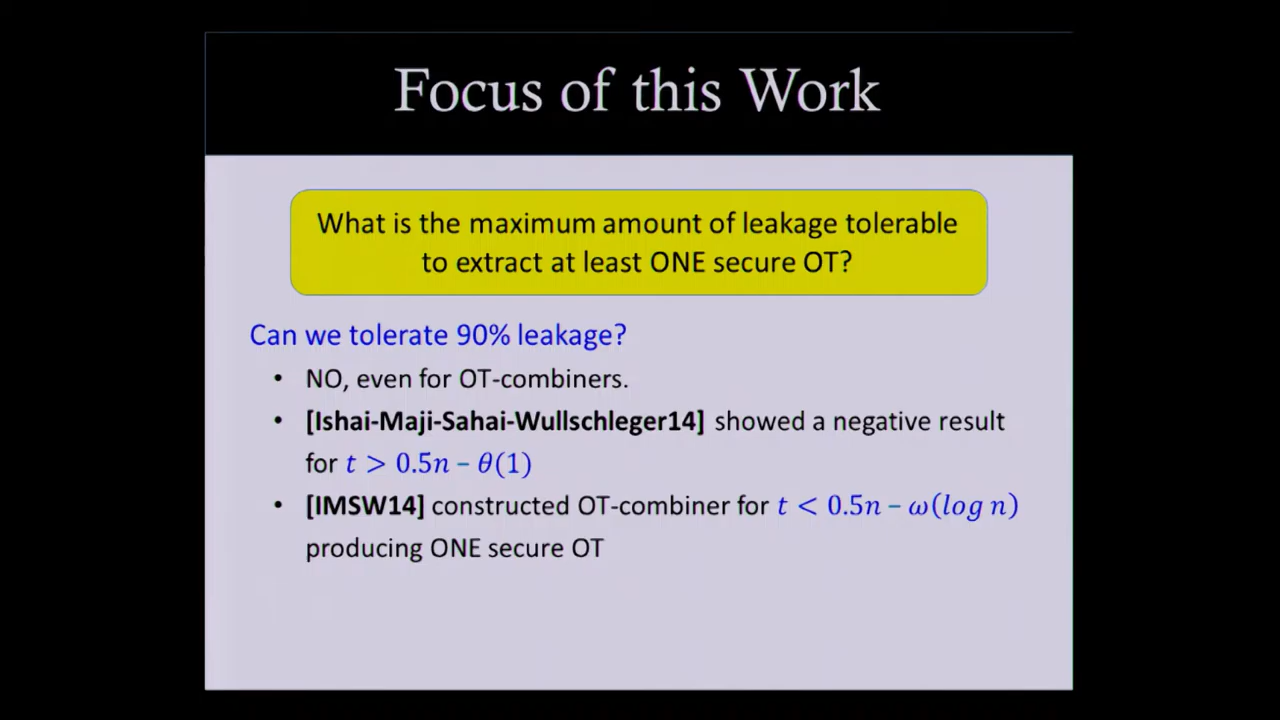 Focus of this Work
What is the maximum amount of leakage tolerable
to extract at least ONE secure OT?
Can we tolerate 90% leakage?
• NO, even for OT-combiners.
• [Ishai-Maji-Sahai-Wullschleger14] showed a negative result
for t > 0.5n – θ(1)
• [IMSW14] constructed OT-combiner for t < 0.5n – ω(log n)
producing ONE secure OT